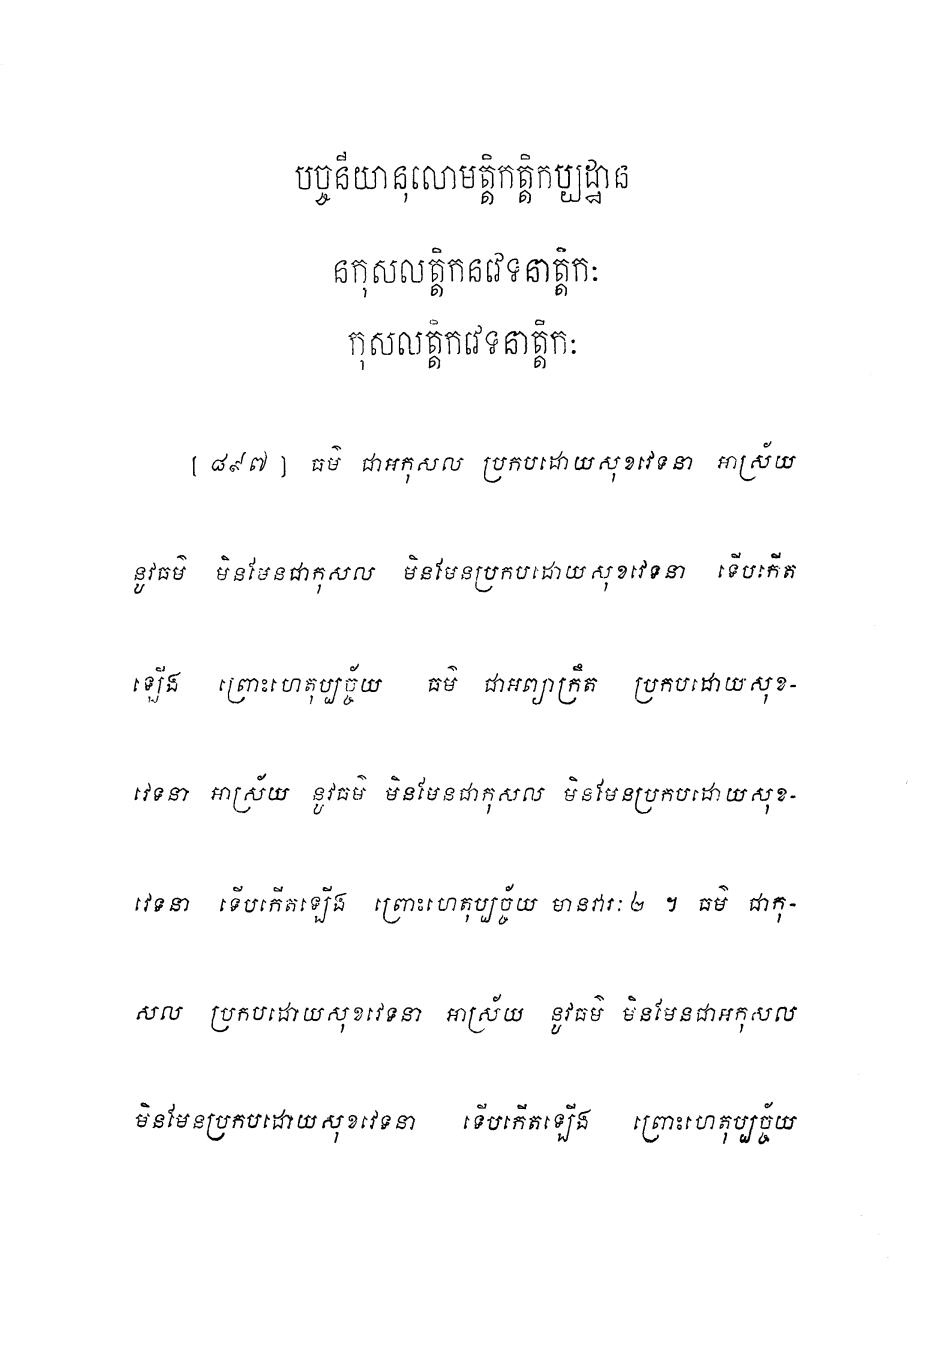 បច្ចនីយានុលោមត្តិកត្តិកប្បដ្ឋាន
នកុសលត្តិកនវេទនាត្តិកៈ
កុសលត្តិកវេទនាត្តិកៈ
[ ៨៩៧ ] ធម៌ ជាអកុសល ប្រកបដោយសុខវេទនា អាស្រ័យ
នូវធម៌ មិនមែនជាកុសល មិនមែនប្រកបដោយសុខវេទនា ទើបកើត
ឡើង ព្រោះហេតុប្បច្ច័យ ធម៌ ជាអព្យាក្រឹត ប្រកបដោយសុខ-
វេទនា អាស្រ័យ នូវធម៌ មិនមែនជាកុសល មិនមែនប្រកបដោយសុខ-
វេទនា ទើបកើតឡើង ព្រោះហេតុប្បច្ច័យ មានវារៈ ២ ។ ធម៌ ជាកុ-
សល ប្រកបដោយសុខវេទនា អាស្រ័យ នូវធម៌ មិនមែនជាអកុសល
មិនមែនប្រកបដោយសុខវេទនា ទើបកើតឡើង ព្រោះហេតុប្បច្ច័យ